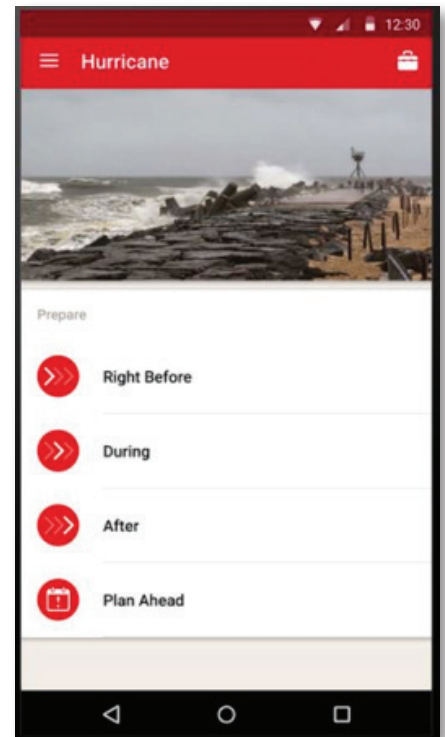 12:30
Hurricane
Prepare
Right Before
During
After
Plan Ahead